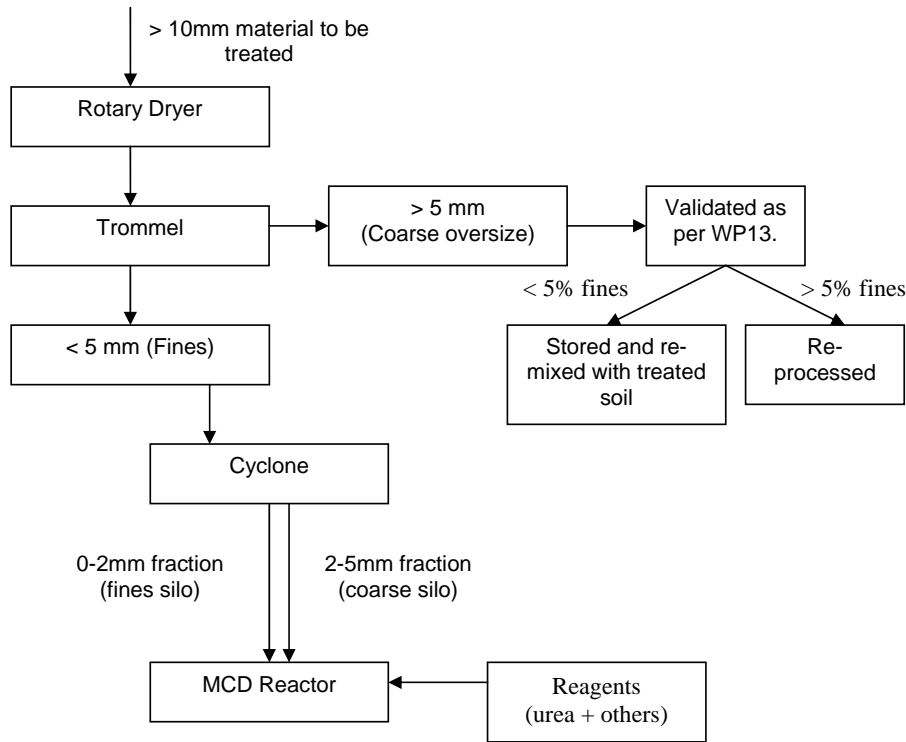 > 10mm material to be
treated
Rotary Dryer
Trommel
> 5 mm
(Coarse oversize)
Validated as
per WP13.
< 5% fines
> 5% fines
< 5 mm (Fines)
Stored and re-
mixed with treated
soil
Re-
processed
Cyclone
0-2mm fraction
(fines silo)
2-5mm fraction
(coarse silo)
MCD Reactor
Reagents
(urea + others)